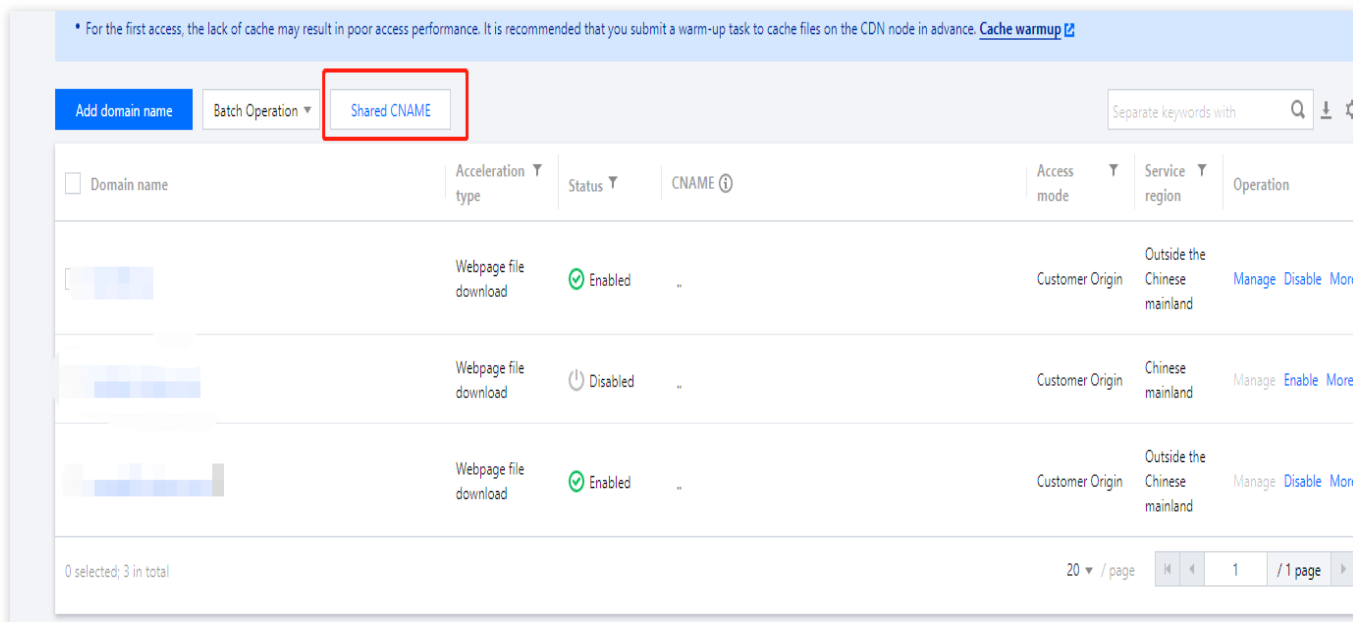 • For the first access, the lack of cache may result in poor access performance. It is recommended that you submit a warm-up task to cache files on the CDN node in advance. Cache warmup
Add domain name Batch Operation Shared CNAME Separate keywords with
Domain name Acceleration type Status CNAME Access mode Service region Operation
Webpage file download Enabled .. Customer Origin Outside the Chinese mainland Manage Disable More
Webpage file download Disabled .. Customer Origin Chinese mainland Manage Enable More
Webpage file download Enabled .. Customer Origin Outside the Chinese mainland Manage Disable More
0 selected; 3 in total 20 / page 1 / 1 page